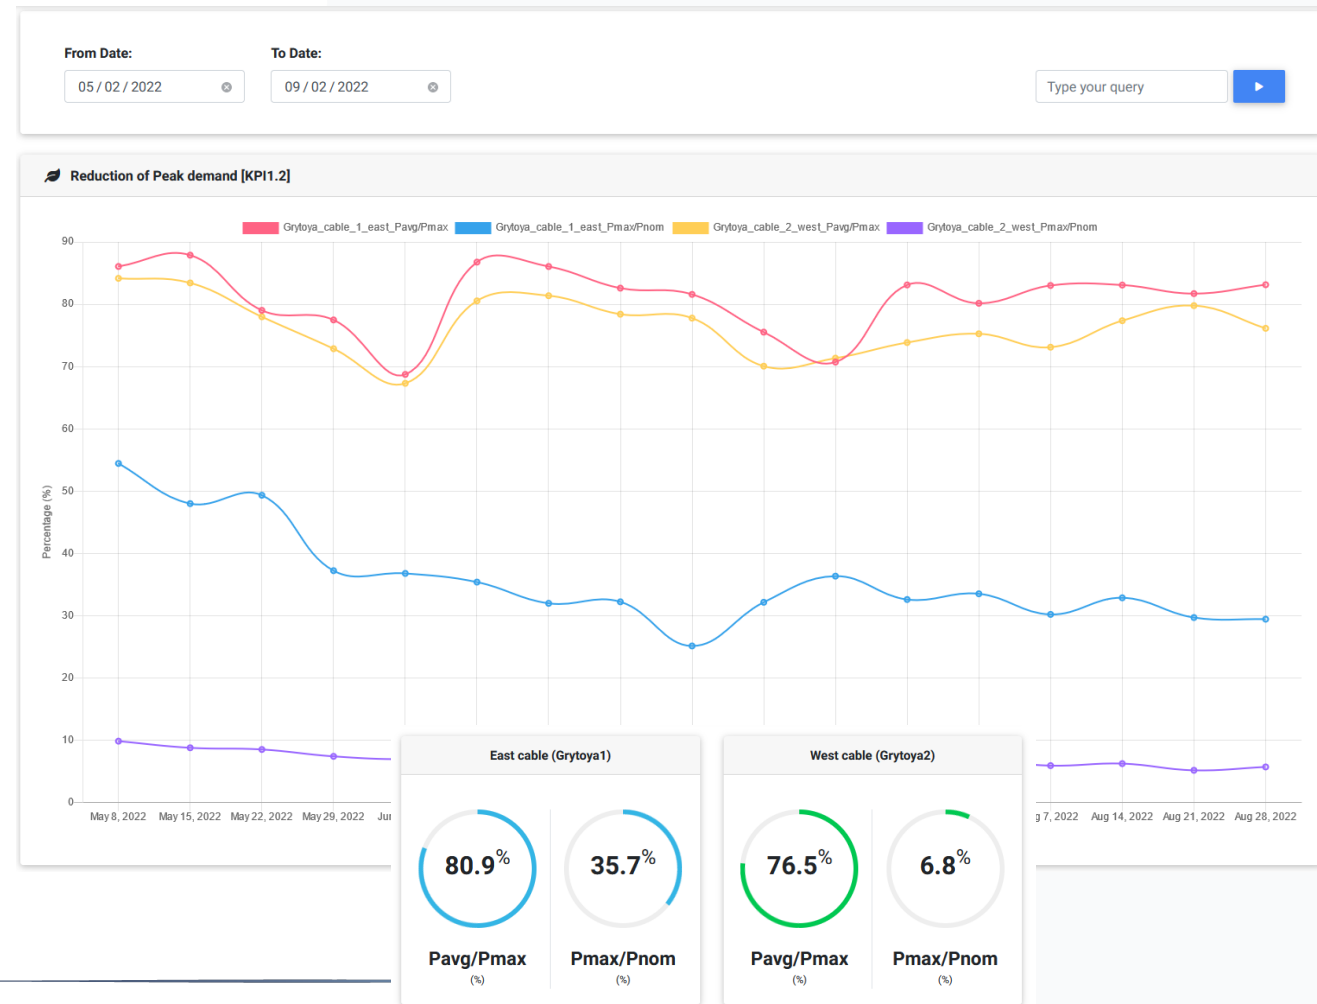 From Date: To Date:
05 / 02 / 2022 09 / 02 / 2022 Type your query
Reduction of Peak demand [KPI1.2]
Grytoya_cable_1_east_Pavg/Pmax Grytoya_cable_1_east_Pmax/Pnom Grytoya_cable_2_west_Pavg/Pmax Grytoya_cable_2_west_Pmax/Pnom
90
80
70
60
50
40
30
20
10
0
Percentage (%)
May 8, 2022 May 15, 2022 May 22, 2022 May 29, 2022 7, 2022 Aug 14, 2022 Aug 21, 2022 Aug 28, 2022
East cable (Grytoya1) West cable (Grytoya2)
80.9% 35.7% 76.5% 6.8%
Pavg/Pmax Pmax/Pnom Pavg/Pmax Pmax/Pnom
(%) (%) (%) (%)